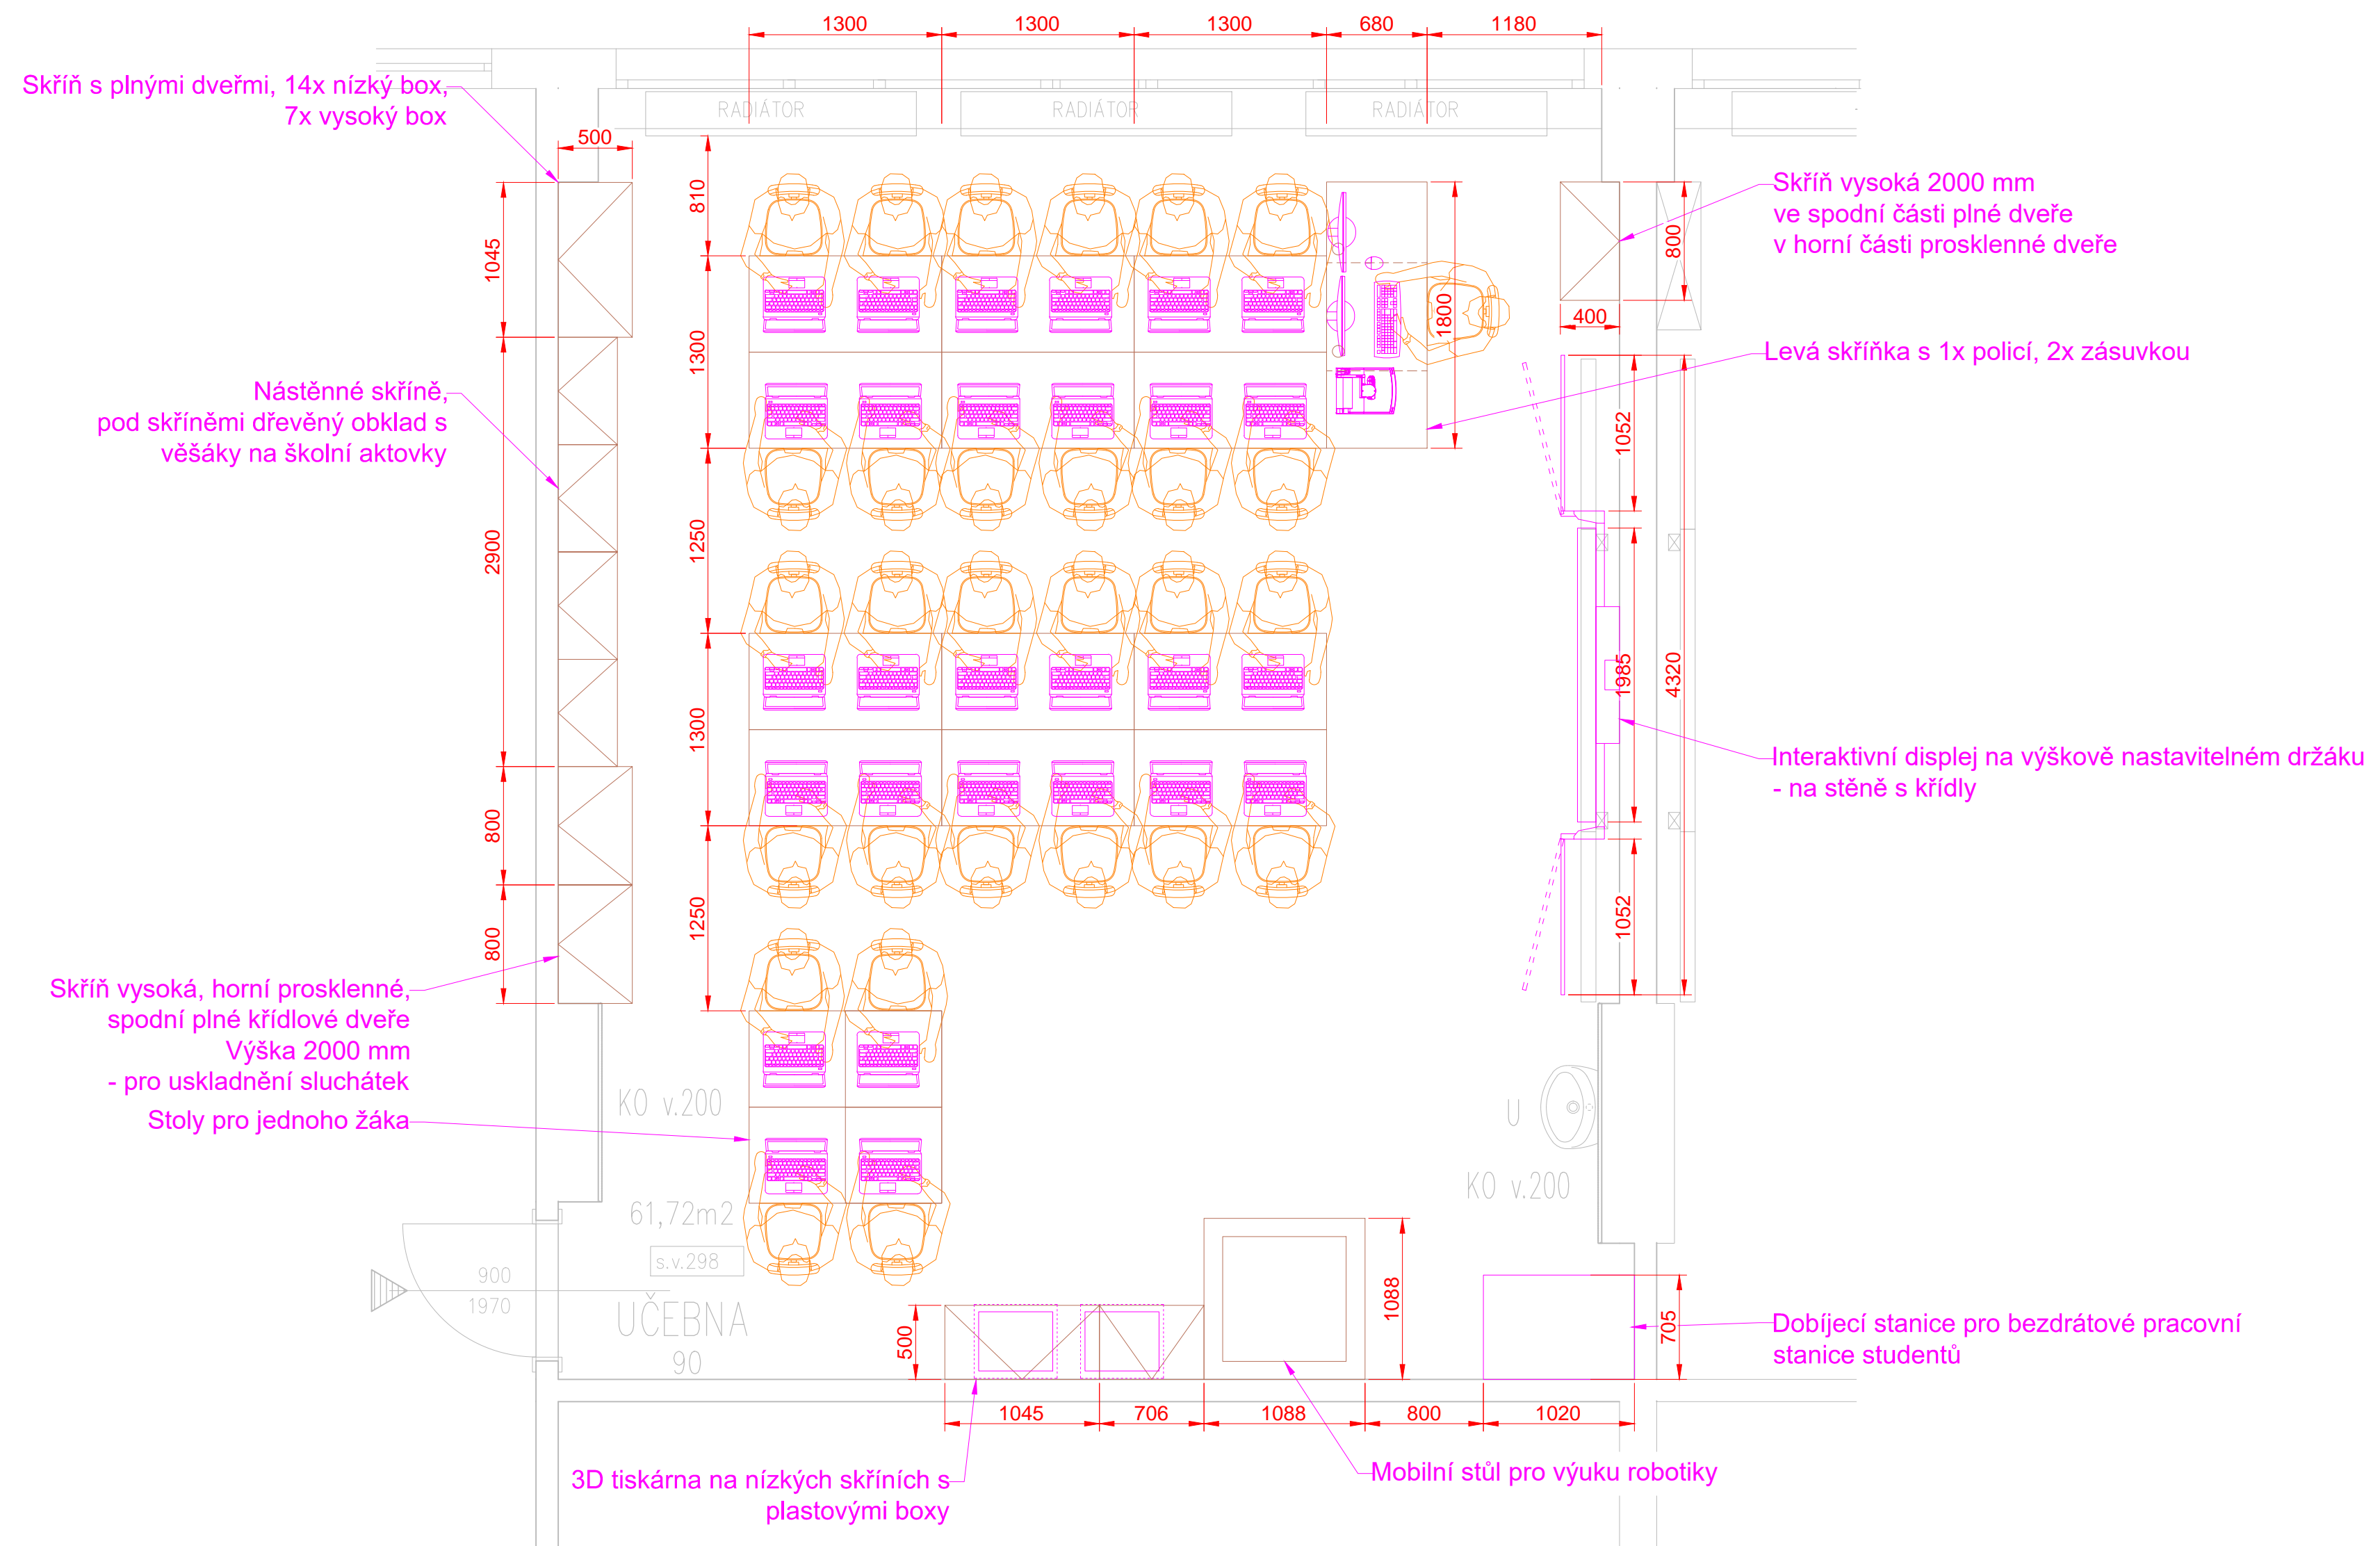 1300
1300
1300
680
1180
Skříň s plnými dveřmi, 14x nízký box,
7x vysoký box
RADIÁTOR
RADIÁTOR
RADIÁTOR
500
810
1045
1300
1800
800
400
Skříň vysoká 2000 mm
ve spodní části plné dveře
v horní části prosklenné dveře
Levá skříňka s 1x policí, 2x zásuvkou
Nástěnné skříně,
pod skříněmi dřevěný obklad s
věšáky na školní aktovky
1052
2900
1250
1985
4320
1300
Interaktivní displej na výškově nastavitelném držáku
- na stěně s křídly
800
1250
1052
800
Skříň vysoká, horní prosklenné,
spodní plné křídlové dveře
Výška 2000 mm
- pro uskladnění sluchátek
Stoly pro jednoho žáka
KO v.200
U
KO v.200
61,72m2
s.v.298
900
1970
UČEBNA
90
500
1088
705
Dobíjecí stanice pro bezdrátové pracovní
stanice studentů
1045
706
1088
800
1020
3D tiskárna na nízkých skříních s
plastovými boxy
Mobilní stůl pro výuku robotiky